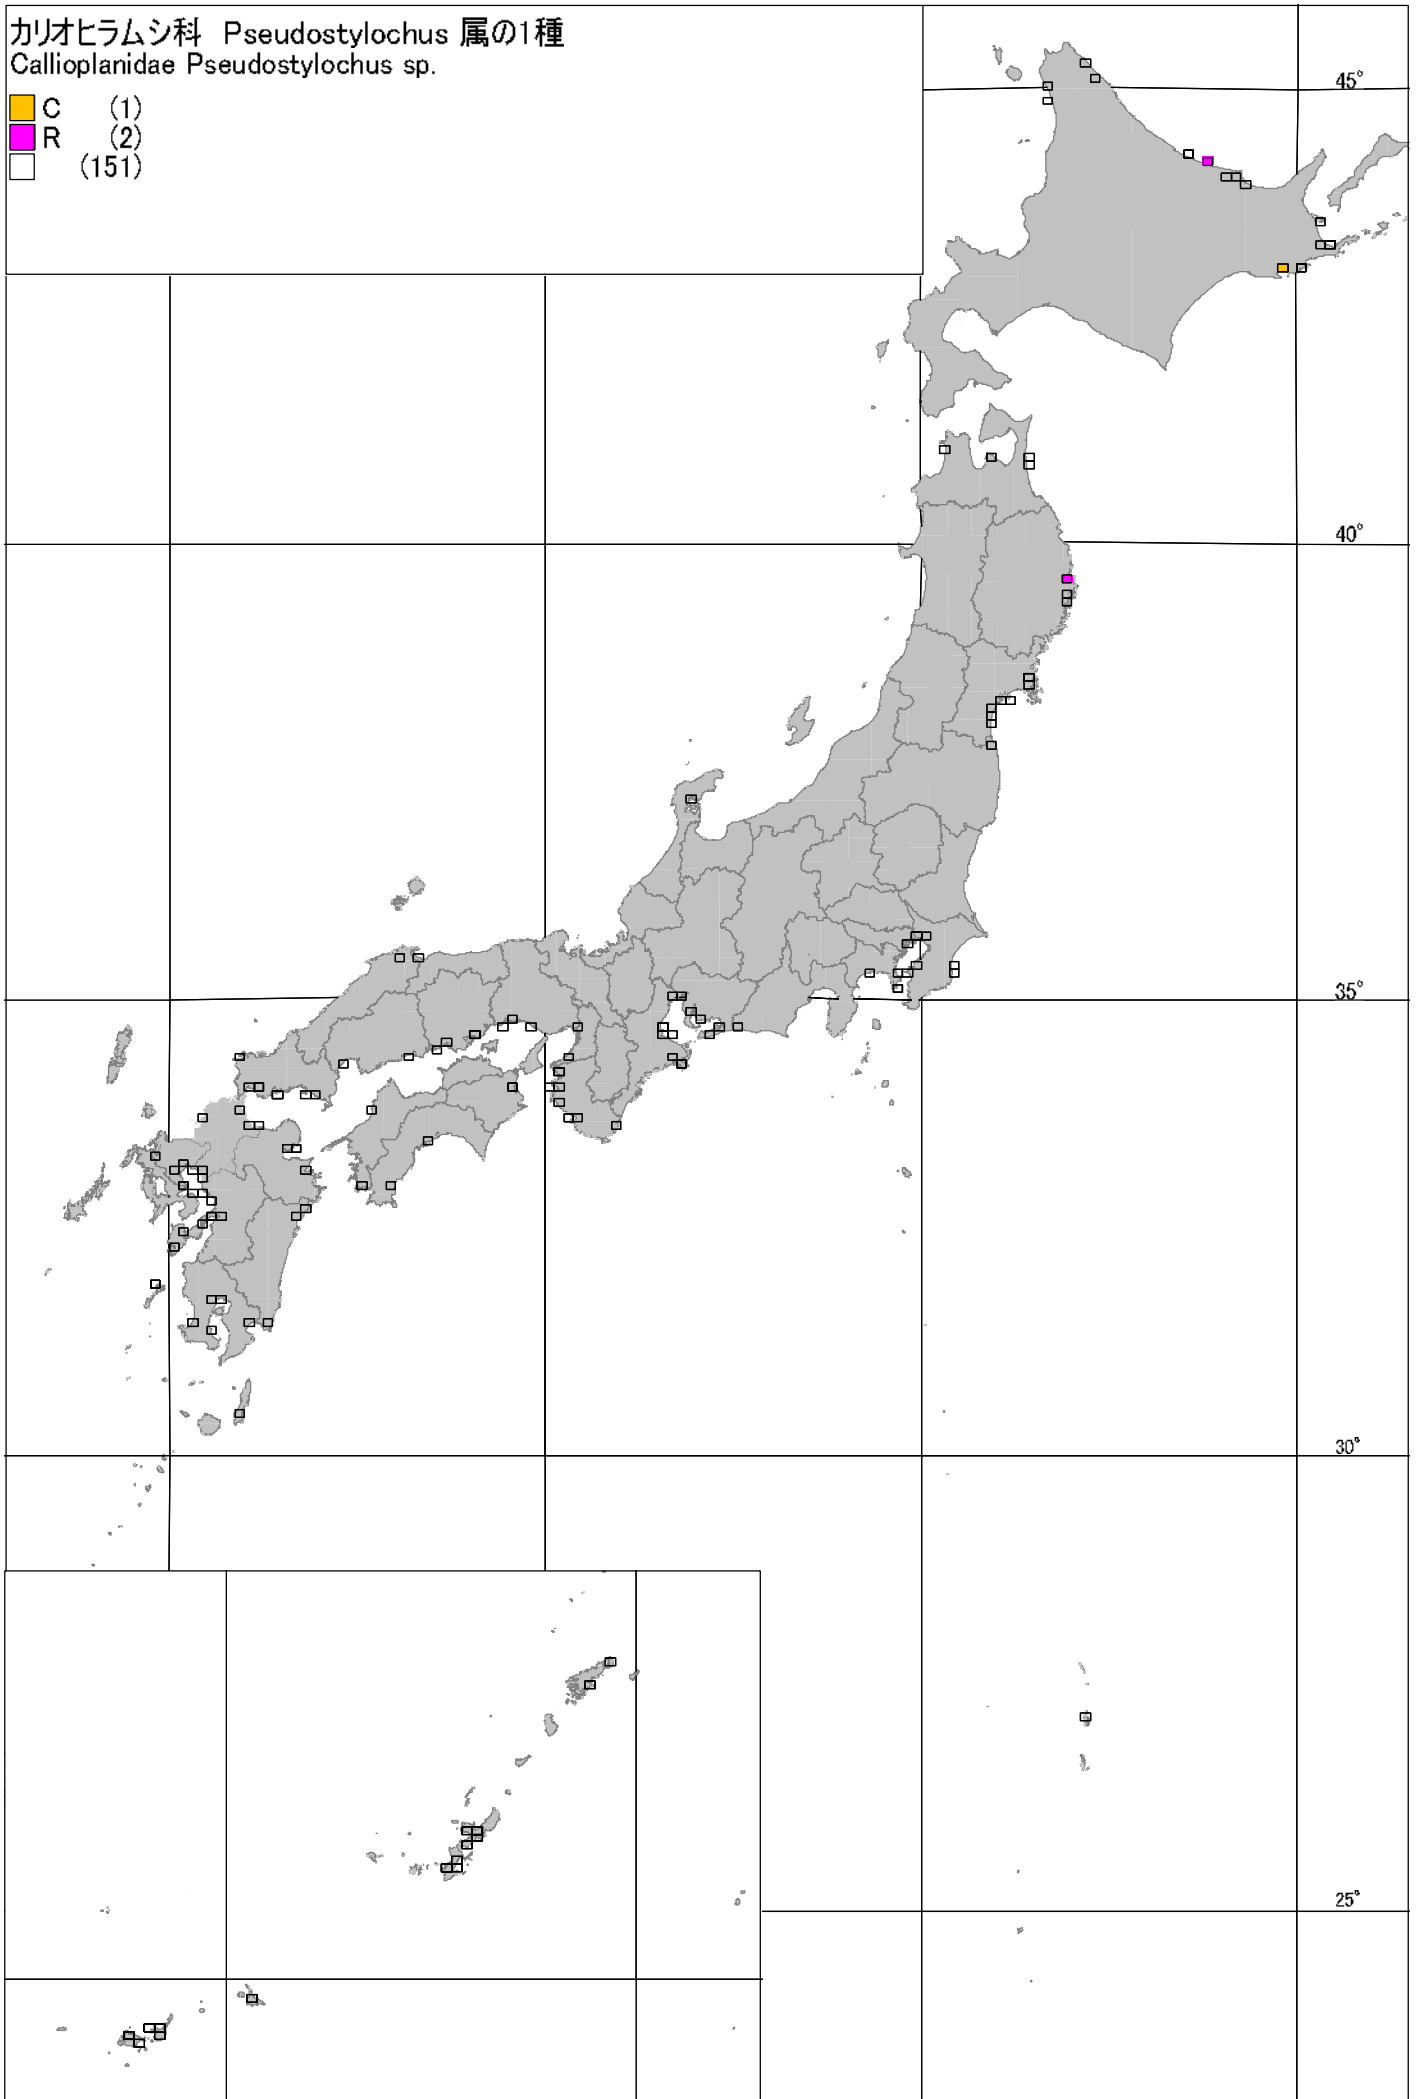 カリオヒラムシ科 Pseudostylochus 属の1種
Callioplanidae Pseudostylochus sp.
C (1)
R (2)
(151)
45°
40°
35°
30°
25°